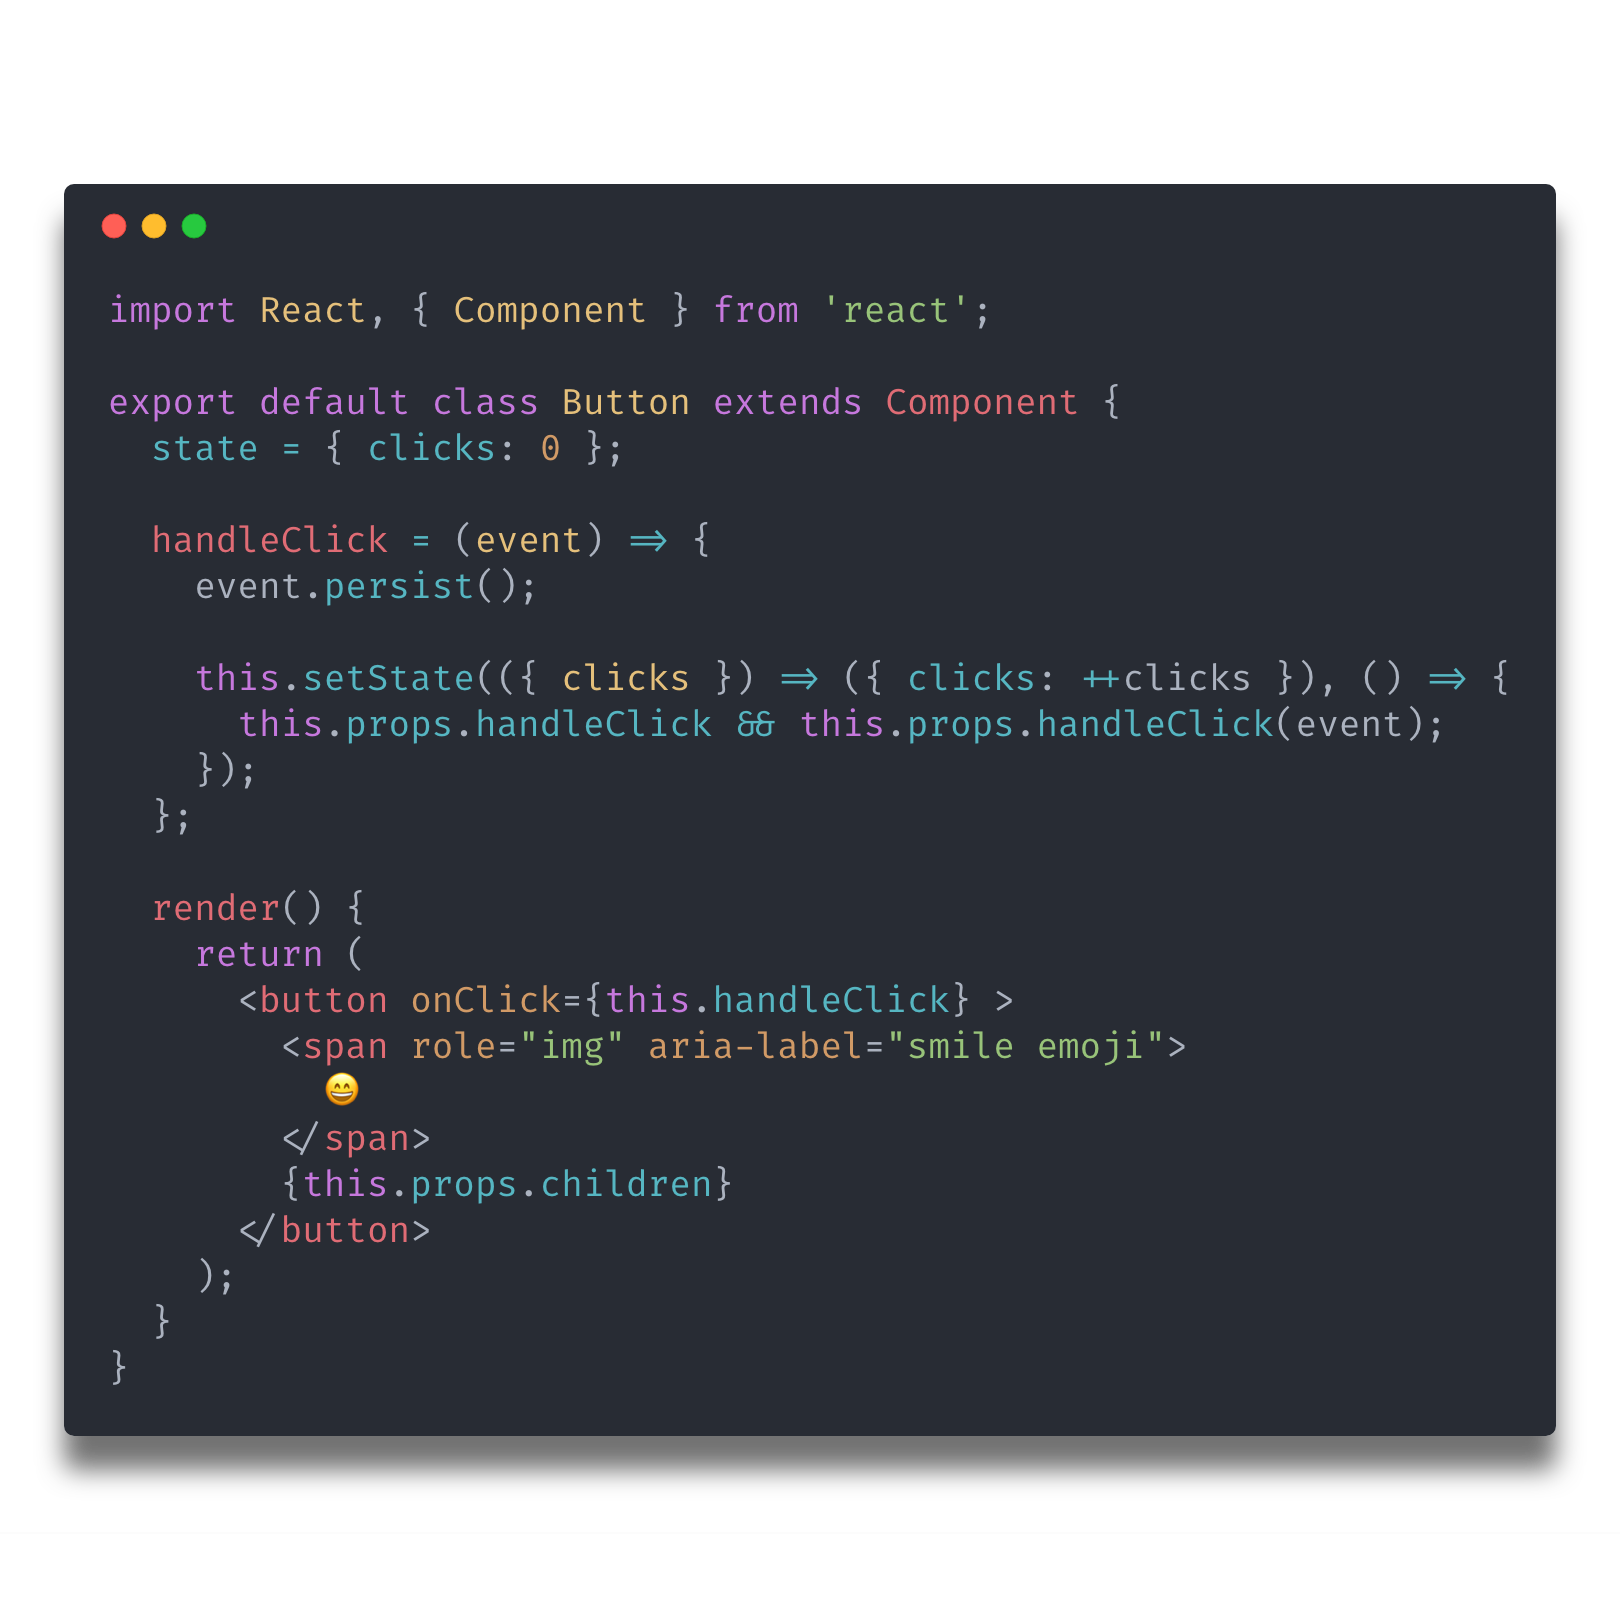 import React, { Component } from 'react';
export default class Button extends Component {
state = { clicks: 0 };
handleClick = (event) => {
event.persist();
this.setState(({ clicks }) => ({ clicks: ++clicks }), () => {
this.props.handleClick && this.props.handleClick(event);
});
};
render() {
return (
<button onClick={this.handleClick} >
<span role="img" aria-label="smile emoji">
😄
</span>
{this.props.children}
</button>
);
}
}